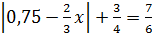 |0,75 − 2/3 x| + 3/4 = 7/6